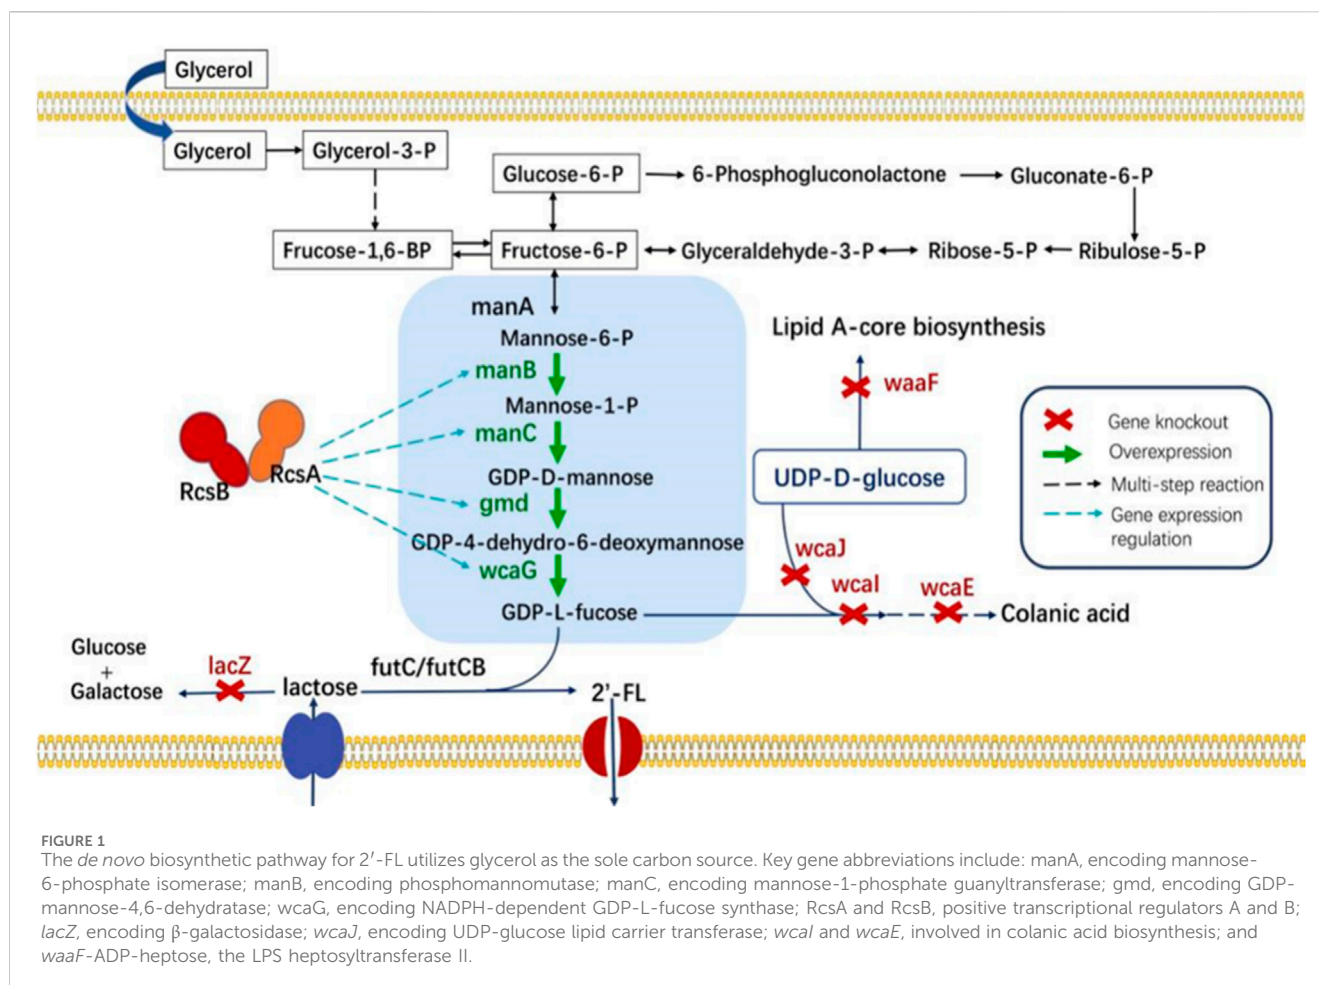 Glycerol
Glycerol
Glycerol-3-P
Glucose-6-P
6-Phosphogluconolactone
Gluconate-6-P
Frucose-1,6-BP
Fructose-6-P
Glyceraldehyde-3-P
Ribose-5-P
Ribulose-5-P
manA
Mannose-6-P
manB
Mannose-1-P
manC
GDP-D-mannose
gmd
GDP-4-dehydro-6-deoxymannose
wcaG
GDP-L-fucose
RcsB
RcsA
Lipid A-core biosynthesis
waaF
UDP-D-glucose
wcaJ
wcaI
wcaE
Colanic acid
Gene knockout
Overexpression
Multi-step reaction
Gene expression
regulation
Glucose
+
Galactose
lacZ
lactose
futC/futCB
2'-FL
FIGURE 1
The de novo biosynthetic pathway for 2′-FL utilizes glycerol as the sole carbon source. Key gene abbreviations include: manA, encoding mannose-
6-phosphate isomerase; manB, encoding phosphomannomutase; manC, encoding mannose-1-phosphate guanyltransferase; gmd, encoding GDP-
mannose-4,6-dehydratase; wcaG, encoding NADPH-dependent GDP-L-fucose synthase; RcsA and RcsB, positive transcriptional regulators A and B;
lacZ, encoding β-galactosidase; wcaJ, encoding UDP-glucose lipid carrier transferase; wcaI and wcaE, involved in colanic acid biosynthesis; and
waaF-ADP-heptose, the LPS heptosyltransferase II.